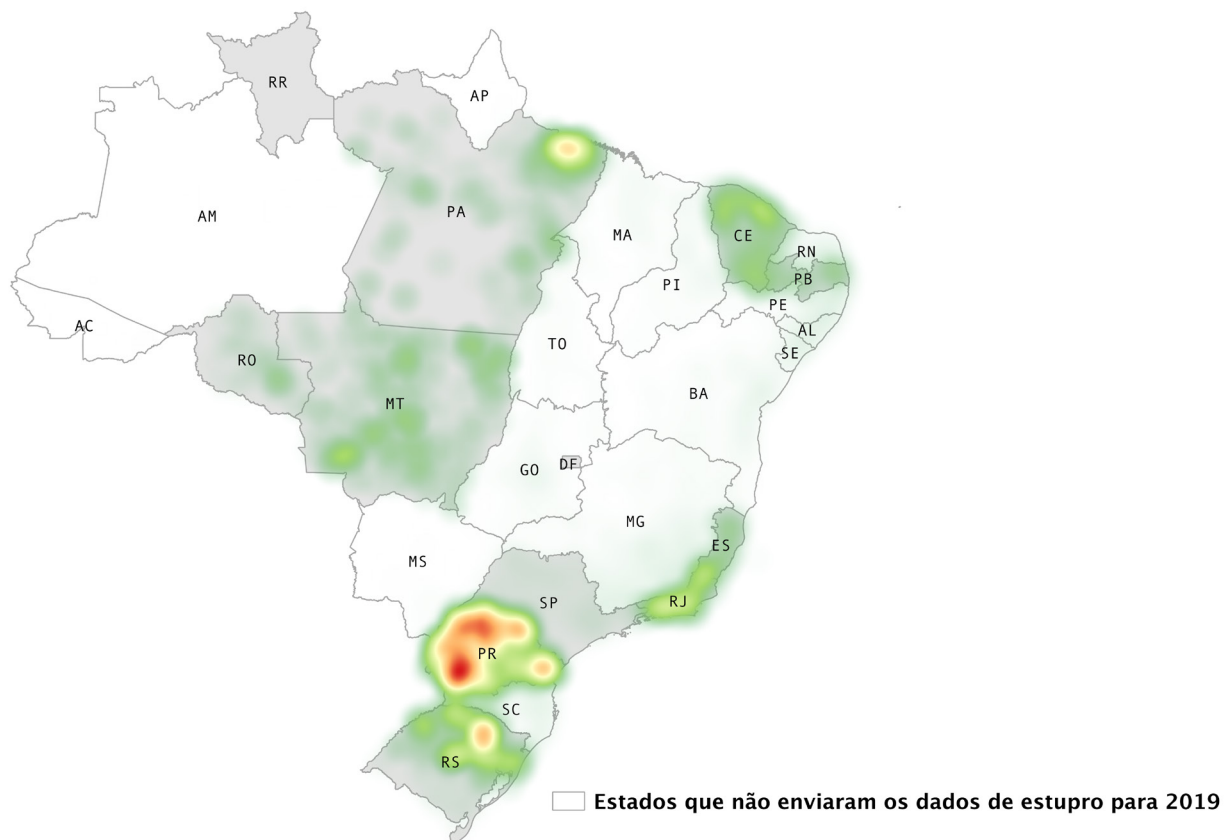 RR
AP
AM
PA
MA
CE
RN
PB
PI
PE
AC
AL
TO
SE
RO
BA
MT
GO
DF
MG
ES
MS
SP
RJ
PR
SC
RS
Estados que não enviaram os dados de estupro para 2019